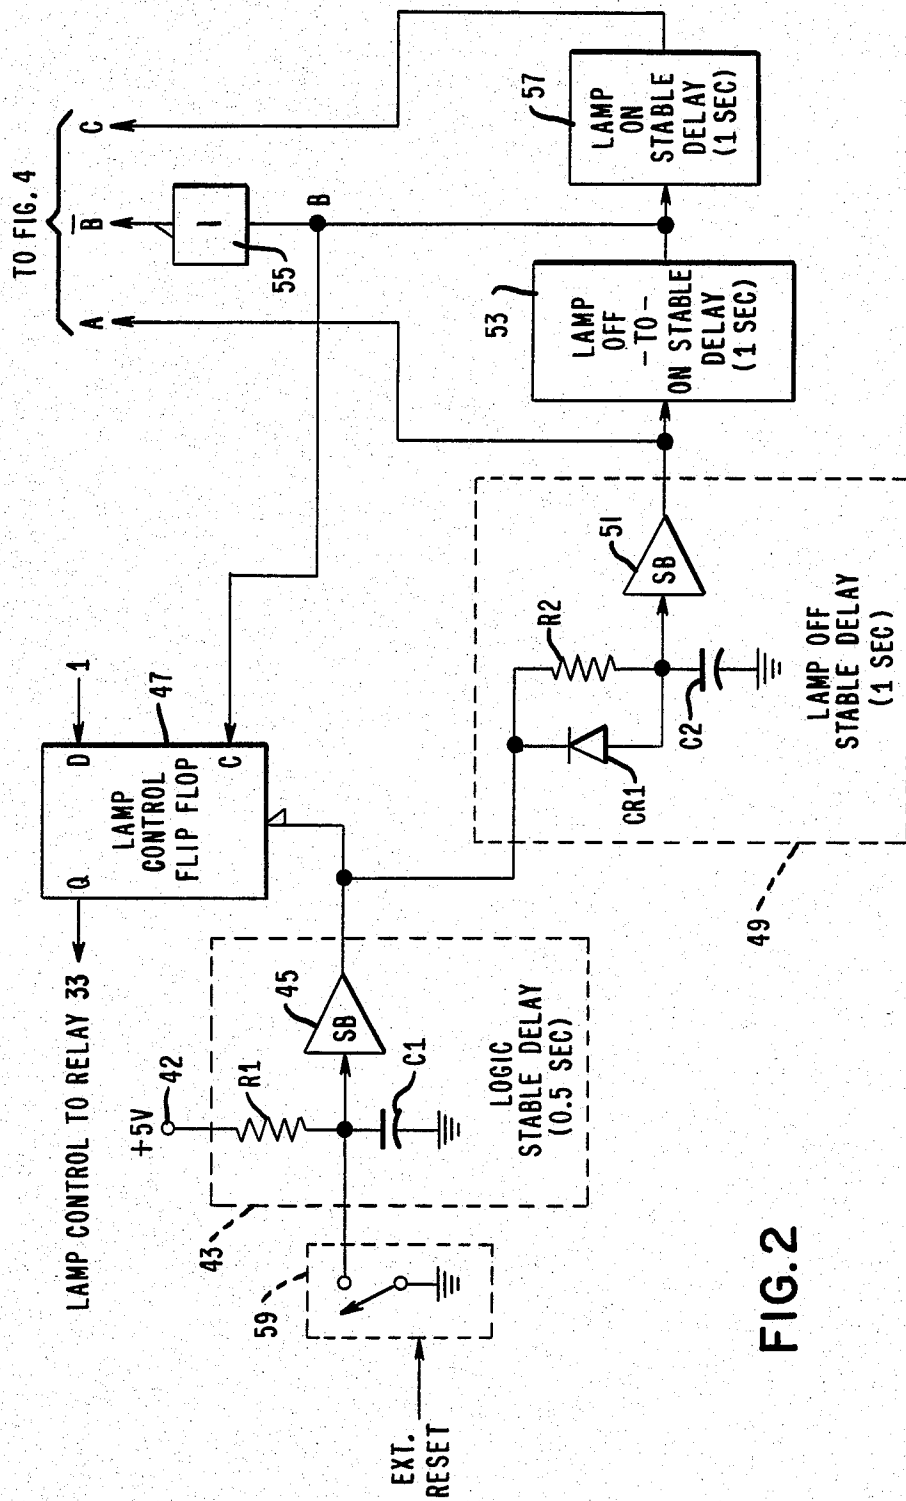 TO FIG. 4
A
B
C
B
I
55
LAMP CONTROL TO RELAY 33
Q
D
1
LAMP
CONTROL
FLIP FLOP
C
47
+5V
42
R1
45
SB
C1
LOGIC
STABLE DELAY
(0.5 SEC)
43
59
EXT.
RESET
R2
51
SB
CR1
C2
LAMP OFF
STABLE DELAY
(1 SEC)
49
53
LAMP
OFF
-TO-
ON STABLE
DELAY
(1 SEC)
57
LAMP
ON
STABLE
DELAY
(1 SEC)
FIG.2